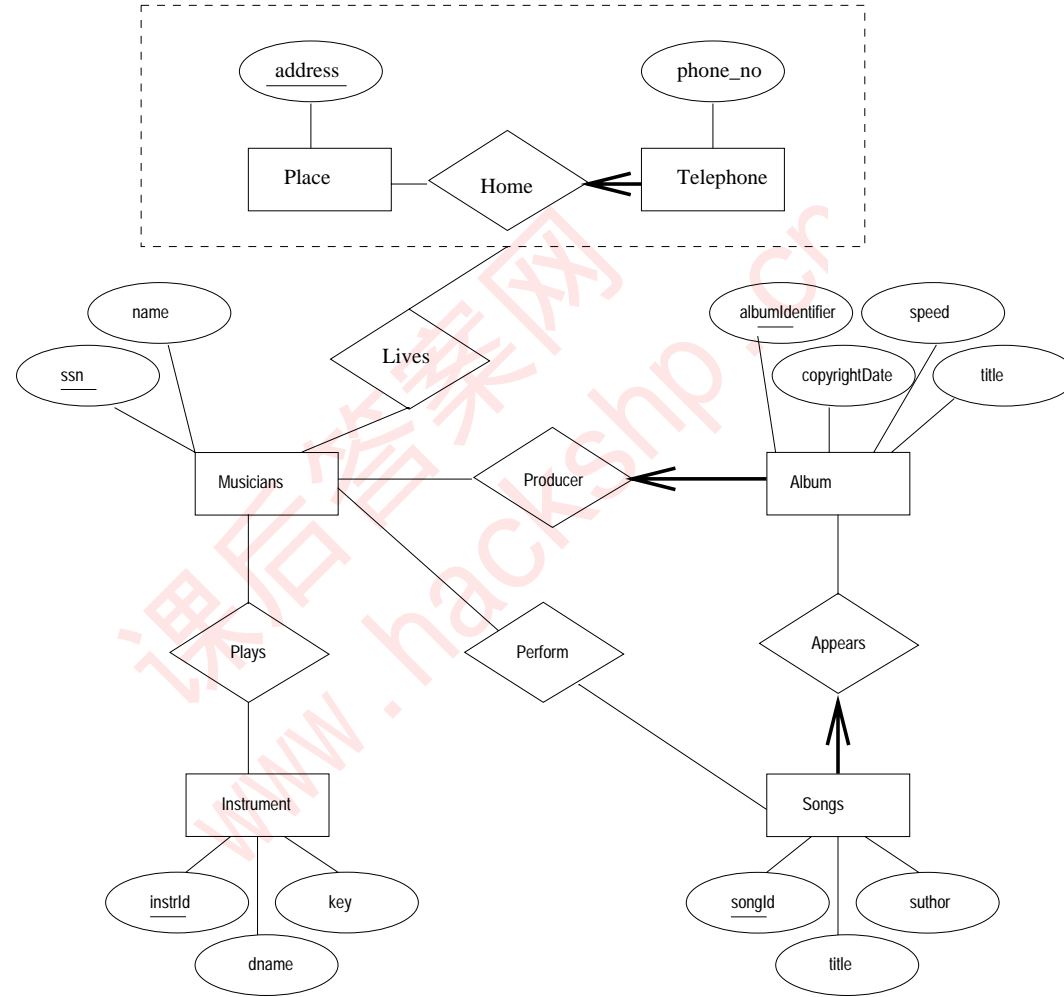 address
phone_no
Place
Home
Telephone
name
Lives
albumIdentifier
speed
ssn
copyrightDate
title
Musicians
Producer
Album
Plays
Perform
Appears
Instrument
Songs
instrId
key
songId
suthor
dname
title
课后答案网
www.hackshp.cr